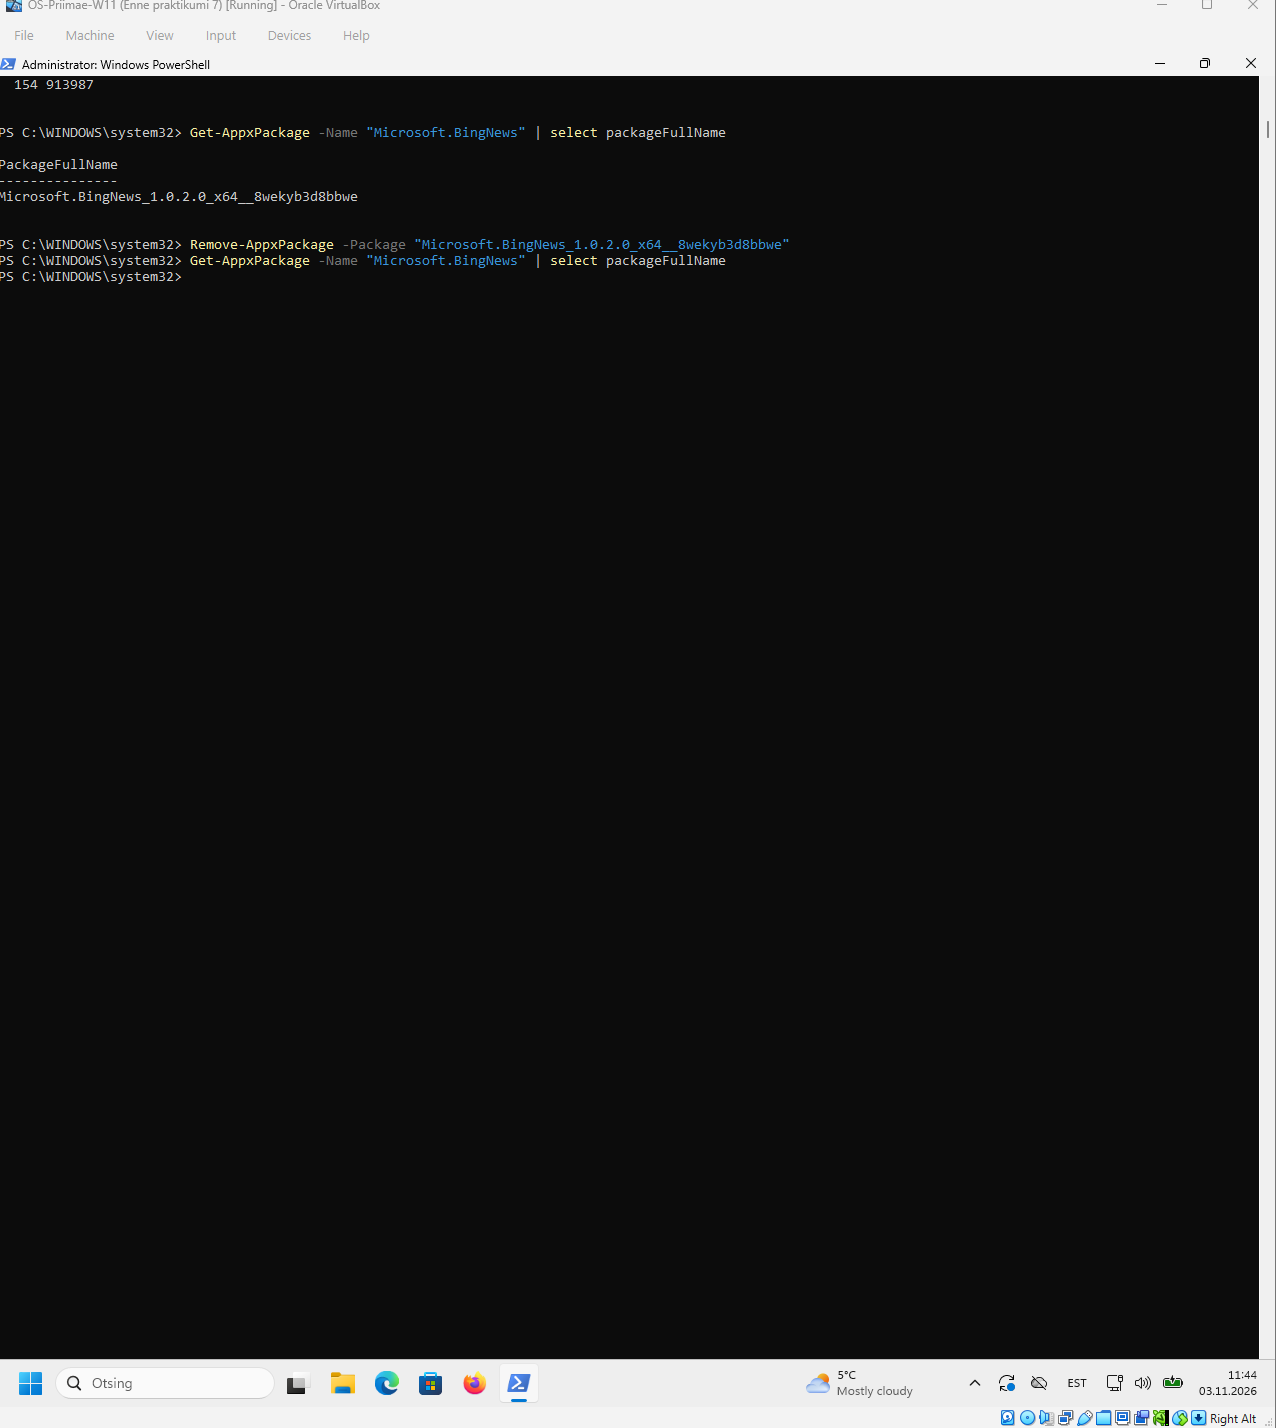 OS-Priimae-W11 (Enne praktikumi 7) [Running] - Oracle VirtualBox
File Machine View Input Devices Help
Administrator: Windows PowerShell
154 913987
PS C:\WINDOWS\system32> Get-AppxPackage -Name "Microsoft.BingNews" | select packageFullName
PackageFullName
---------------
Microsoft.BingNews_1.0.2.0_x64__8wekyb3d8bbwe
PS C:\WINDOWS\system32> Remove-AppxPackage -Package "Microsoft.BingNews_1.0.2.0_x64__8wekyb3d8bbwe"
PS C:\WINDOWS\system32> Get-AppxPackage -Name "Microsoft.BingNews" | select packageFullName
PS C:\WINDOWS\system32>
Otsing
5°C
Mostly cloudy
EST
11:44
03.11.2026
Right Alt